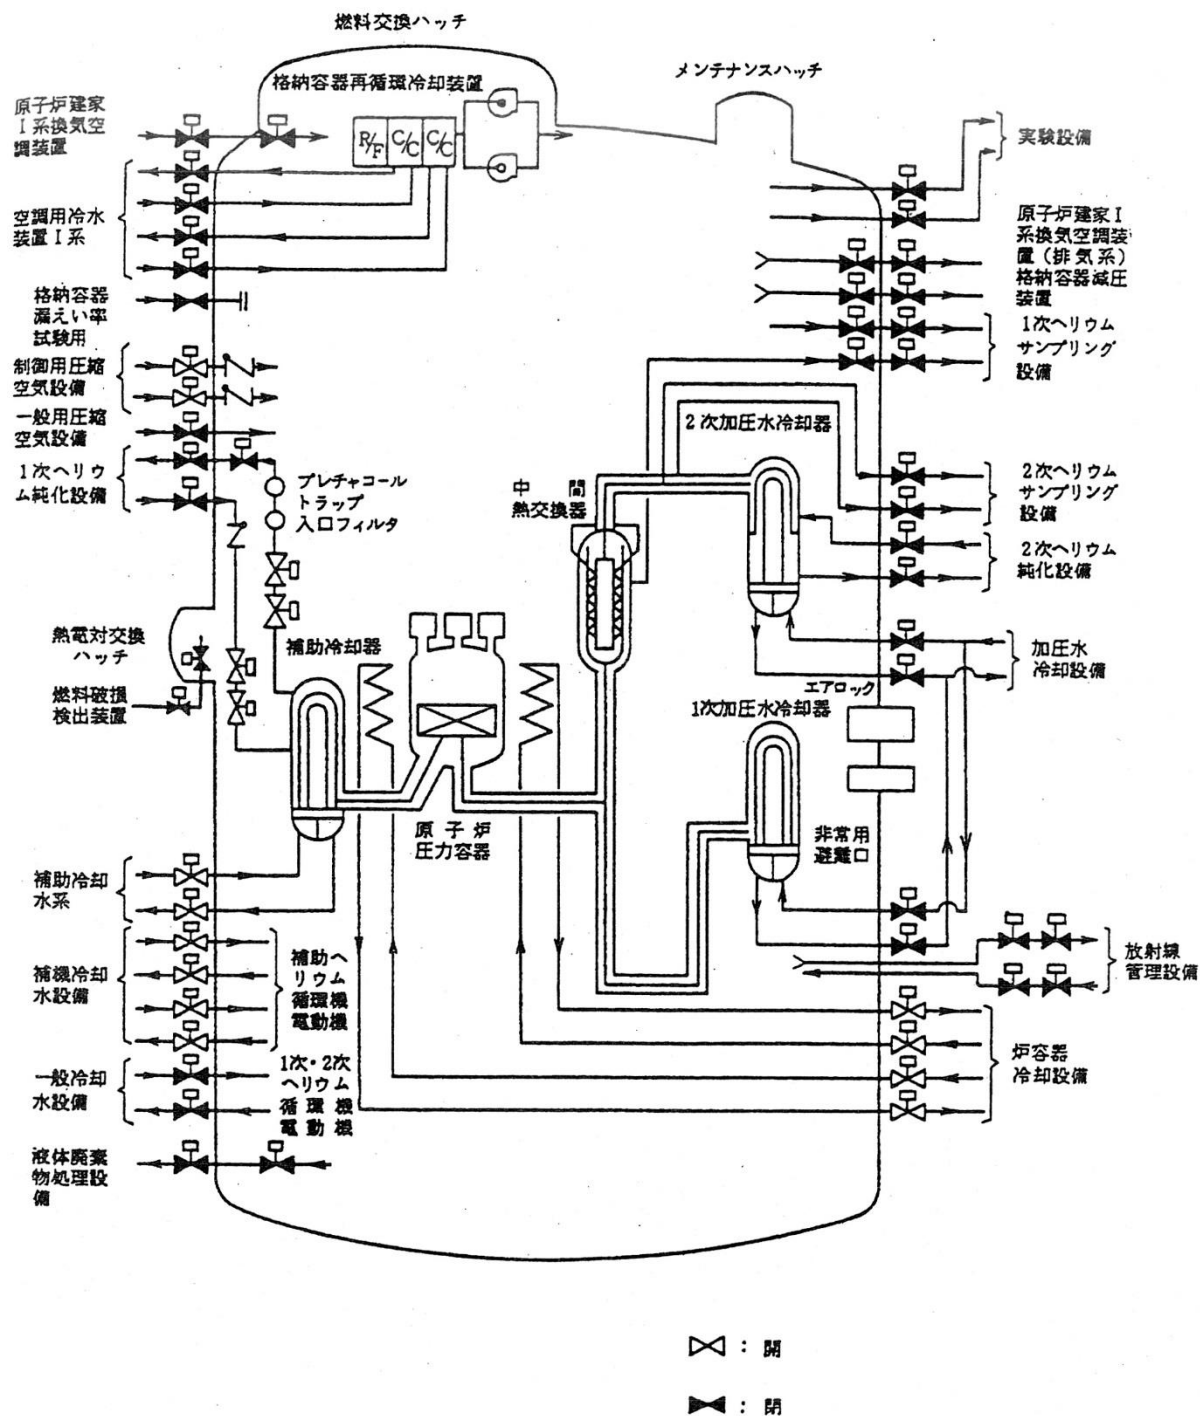 燃料交換ハッチ
格納容器再循環冷却装置
メンテナンスハッチ
原子炉建家
Ⅰ系換気空
調装置
R/F
C/C
C/C
実験設備
空調用冷水
装置Ⅰ系
原子炉建家Ⅰ
系換気空調装
置(排気系)
格納容器減圧
装置
格納容器
漏えい率
試験用
1次ヘリウム
サンプリング
設備
制御用圧縮
空気設備
一般用圧縮
空気設備
1次ヘリウ
ム純化設備
プレチャコール
トラップ
入口フィルタ
中間
熱交換器
2次加圧水冷却器
2次ヘリウム
サンプリング
設備
2次ヘリウム
純化設備
熱電対交換
ハッチ
補助冷却器
加圧水
冷却設備
燃料破損
検出装置
エアロック
1次加圧水冷却器
原子炉
圧力容器
非常用
避難口
補助冷却
水系
補機冷却
水設備
補助ヘ
リウム
循環機
電動機
放射線
管理設備
一般冷却
水設備
1次・2次
ヘリウム
循環機
電動機
炉容器
冷却設備
液体廃棄
物処理設
備
:開
:閉